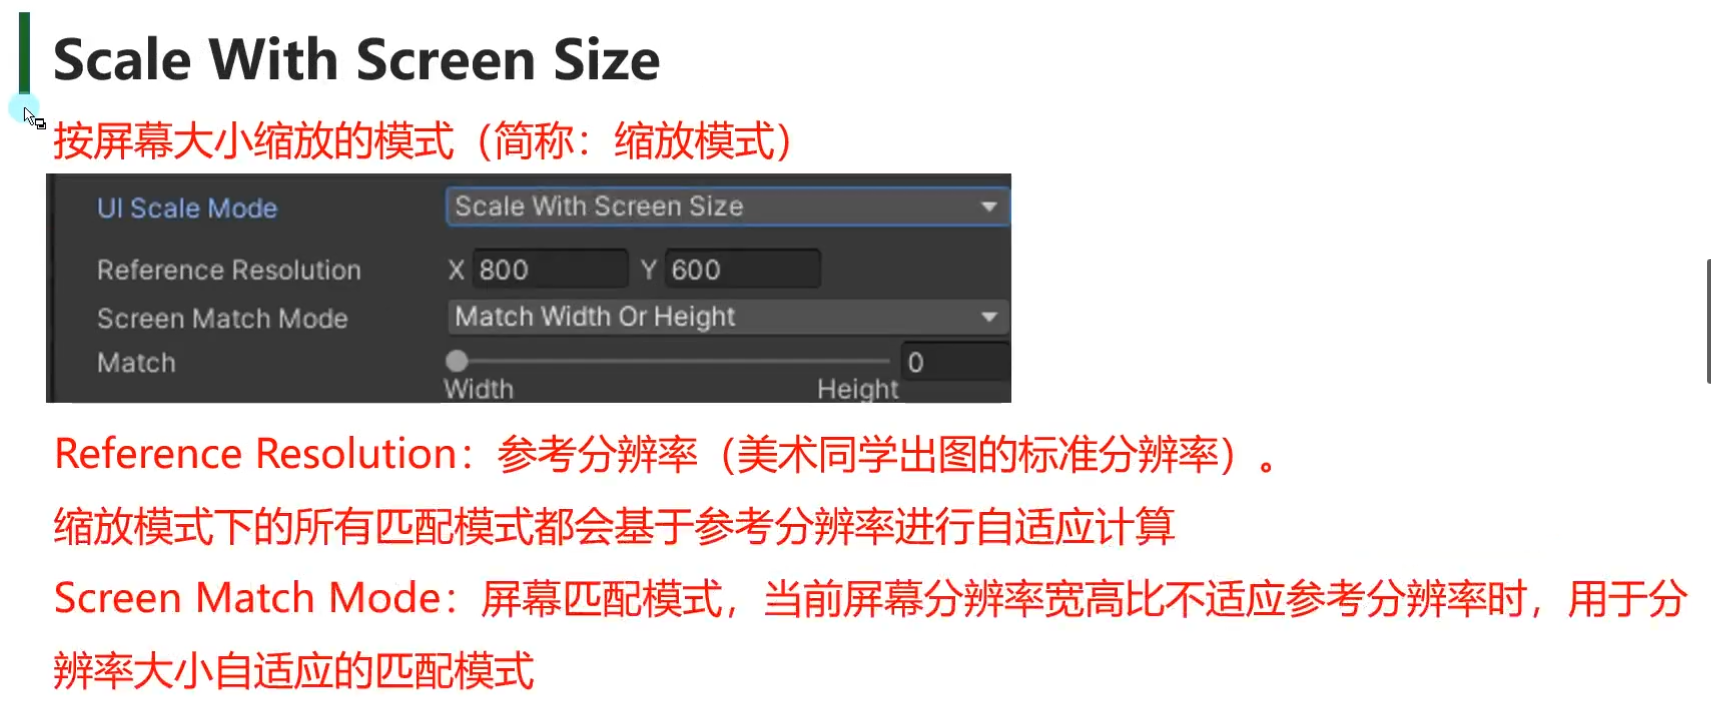 Scale With Screen Size
按屏幕大小缩放的模式（简称：缩放模式）
UI Scale Mode Scale With Screen Size
Reference Resolution X 800 Y 600
Screen Match Mode Match Width Or Height
Match 0
Width Height
Reference Resolution：参考分辨率（美术同学出图的标准分辨率）。
缩放模式下的所有匹配模式都会基于参考分辨率进行自适应计算
Screen Match Mode：屏幕匹配模式，当前屏幕分辨率宽高比不适应参考分辨率时，用于分
辨率大小自适应的匹配模式